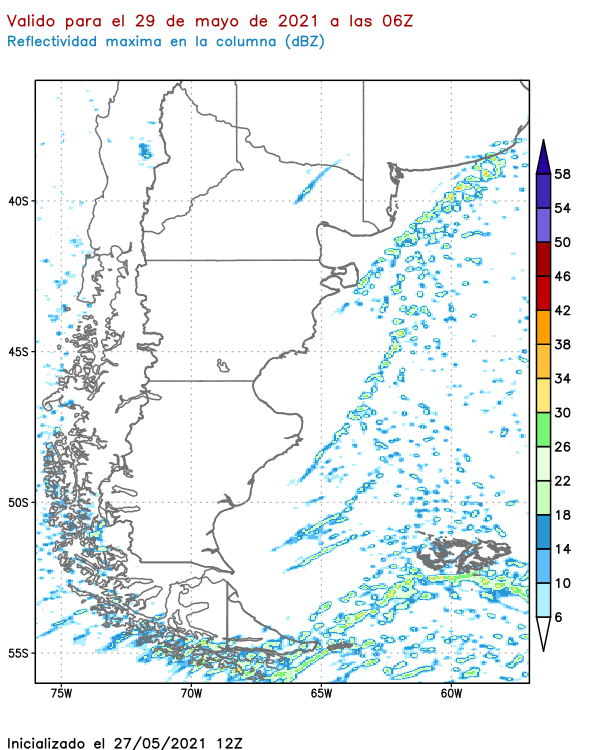 Valido para el 29 de mayo de 2021 a las 06Z
Reflectividad maxima en la columna (dBZ)
58
54
50
46
42
38
34
30
26
22
18
14
10
6
40S
45S
50S
55S
75W
70W
65W
60W
Inicializado el 27/05/2021 12Z